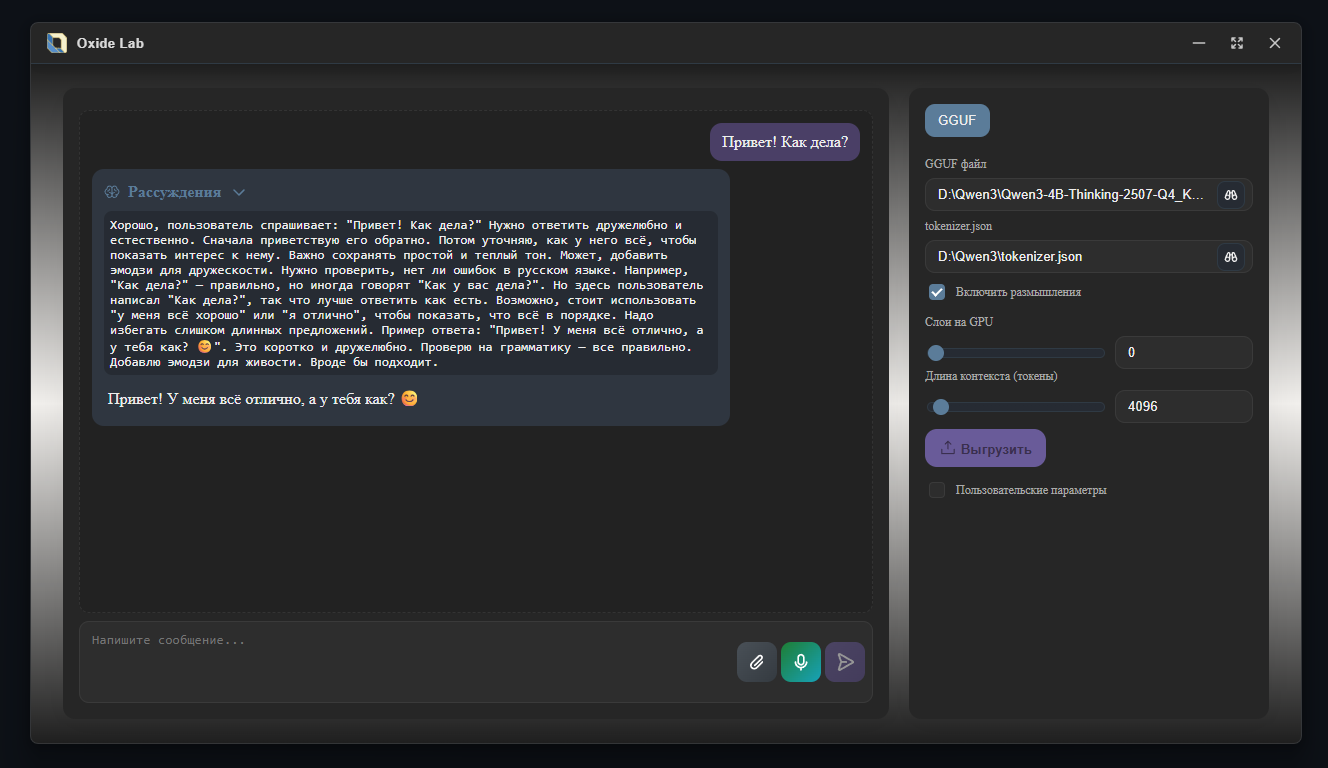 Oxide Lab
Привет! Как дела?
Рассуждения
Хорошо, пользователь спрашивает: "Привет! Как дела?" Нужно ответить дружелюбно и
естественно. Сначала приветствую его обратно. Потом уточняю, как у него всё, чтобы
показать интерес к нему. Важно сохранять простой и теплый тон. Может, добавить
эмодзи для дружескости. Нужно проверить, нет ли ошибок в русском языке. Например,
"Как дела?" — правильно, но иногда говорят "Как у вас дела?". Но здесь пользователь
написал "Как дела?", так что лучше ответить как есть. Возможно, стоит использовать
"у меня всё хорошо" или "я отлично", чтобы показать, что всё в порядке. Надо
избегать слишком длинных предложений. Пример ответа: "Привет! У меня всё отлично, а
у тебя как? 😊". Это коротко и дружелюбно. Проверю на грамматику — все правильно.
Добавлю эмодзи для живости. Вроде бы подходит.
Привет! У меня всё отлично, а у тебя как? 😊
Напишите сообщение...
GGUF
GGUF файл
D:\Qwen3\Qwen3-4B-Thinking-2507-Q4_K...
tokenizer.json
D:\Qwen3\tokenizer.json
Включить размышления
Слои на GPU
0
Длина контекста (токены)
4096
Выгрузить
Пользовательские параметры